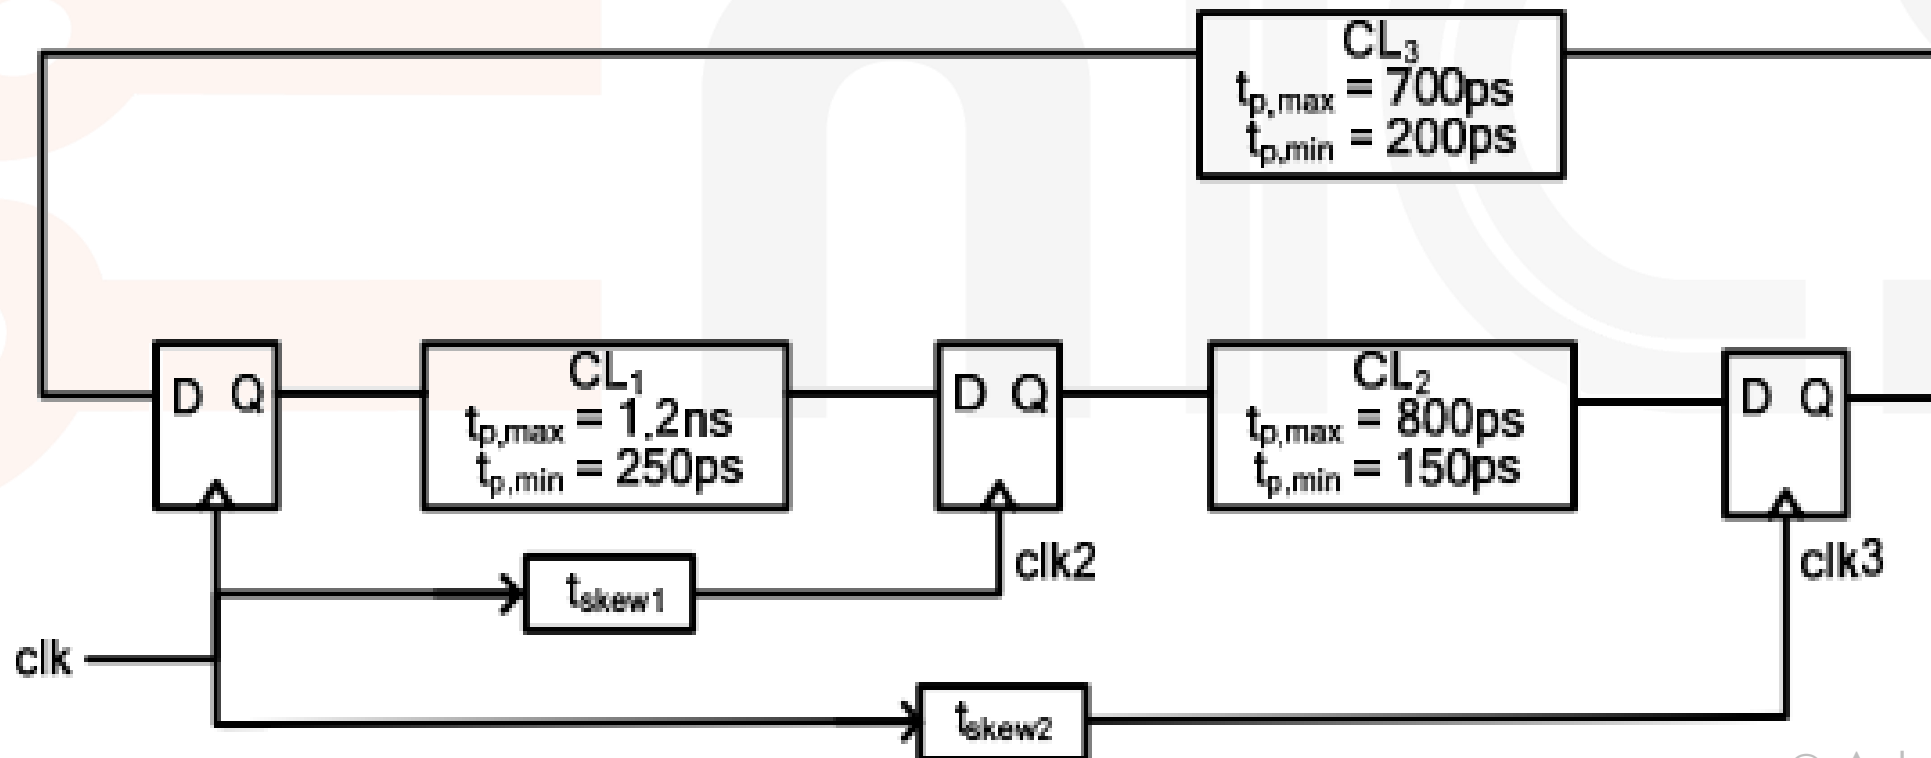 CL3
tp,max = 700ps
tp,min = 200ps
D Q
CL1
tp,max = 1.2ns
tp,min = 250ps
D Q
CL2
tp,max = 800ps
tp,min = 150ps
D Q
clk2
clk3
tskew1
clk
tskew2